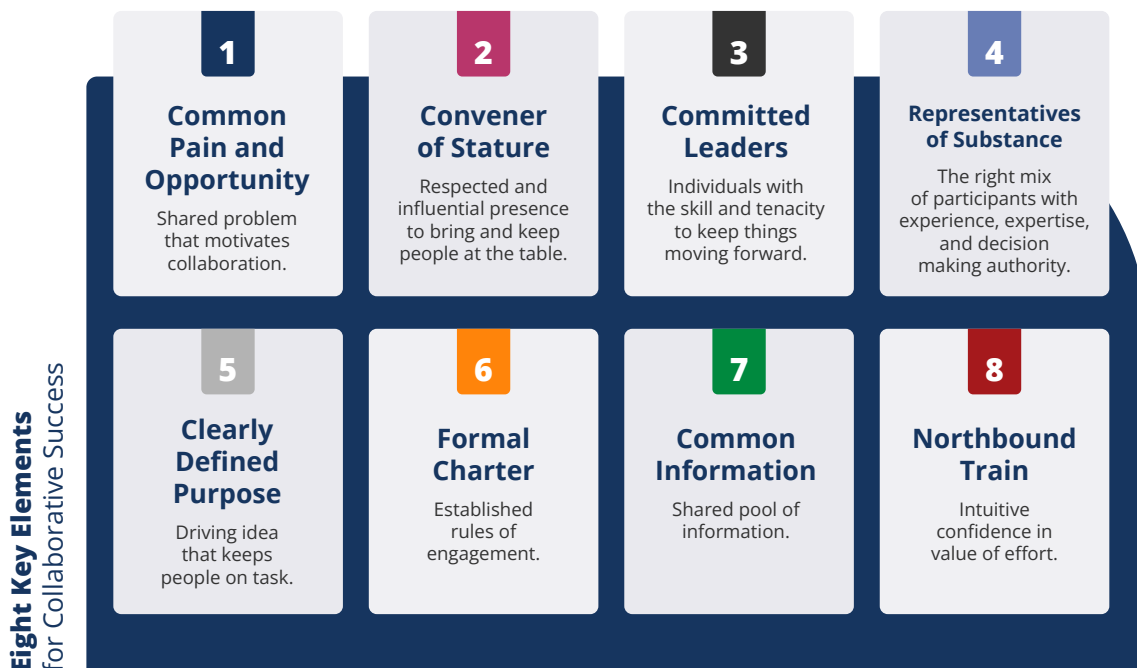 Eight Key Elements
for Collaborative Success
1
Common
Pain and
Opportunity
Shared problem
that motivates
collaboration.
2
Convener
of Stature
Respected and
influential presence
to bring and keep
people at the table.
3
Committed
Leaders
Individuals with
the skill and tenacity
to keep things
moving forward.
4
Representatives
of Substance
The right mix
of participants with
experience, expertise,
and decision
making authority.
5
Clearly
Defined
Purpose
Driving idea
that keeps
people on task.
6
Formal
Charter
Established
rules of
engagement.
7
Common
Information
Shared pool of
information.
8
Northbound
Train
Intuitive
confidence in
value of effort.